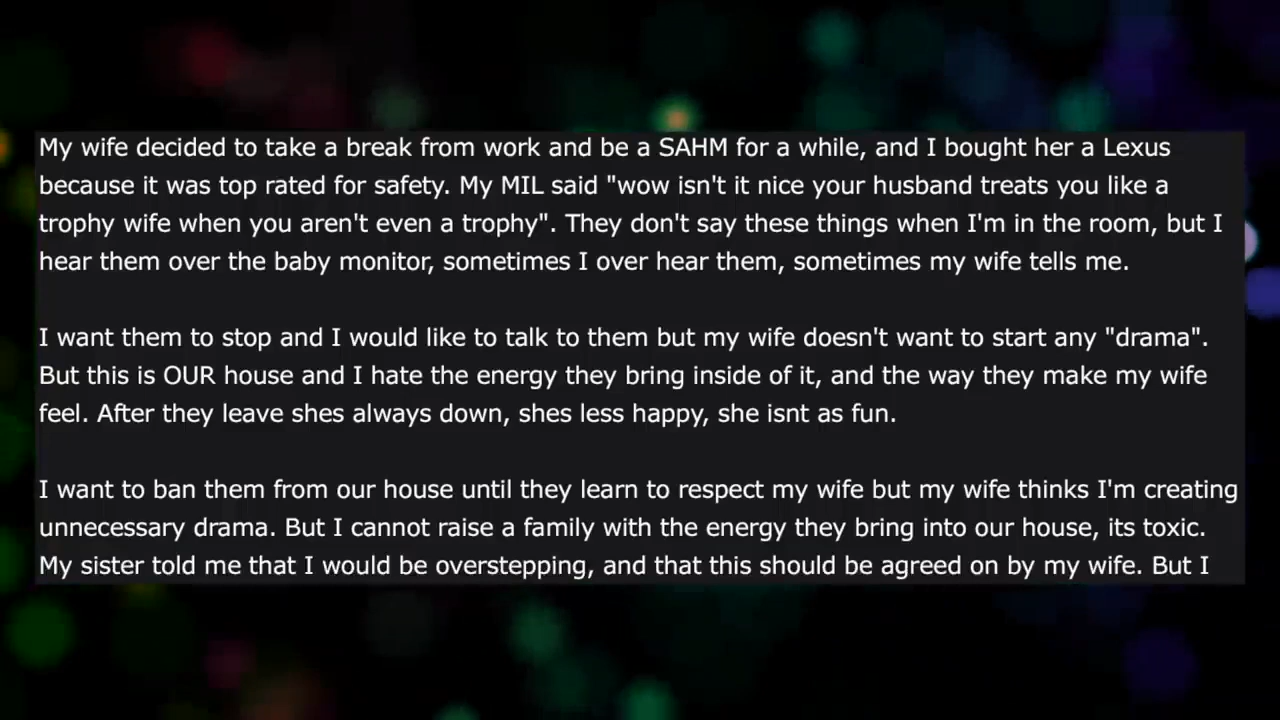 My wife decided to take a break from work and be a SAHM for a while, and I bought her a Lexus
because it was top rated for safety. My MIL said "wow isn't it nice your husband treats you like a
trophy wife when you aren't even a trophy". They don't say these things when I'm in the room, but I
hear them over the baby monitor, sometimes I over hear them, sometimes my wife tells me.
I want them to stop and I would like to talk to them but my wife doesn't want to start any "drama".
But this is OUR house and I hate the energy they bring inside of it, and the way they make my wife
feel. After they leave shes always down, shes less happy, she isnt as fun.
I want to ban them from our house until they learn to respect my wife but my wife thinks I'm creating
unnecessary drama. But I cannot raise a family with the energy they bring into our house, its toxic.
My sister told me that I would be overstepping, and that this should be agreed on by my wife. But I